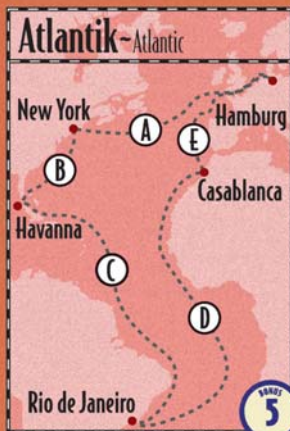 Atlantik~Atlantic
New York
A
Hamburg
E
B
Casablanca
Havanna
C
D
Rio de Janeiro
BONUS
5